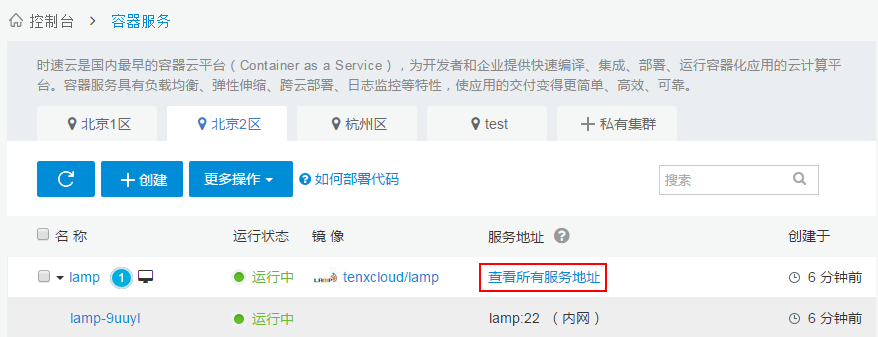 控制台 > 容器服务
时速云是国内最早的容器云平台（Container as a Service），为开发者和企业提供快速编译、集成、部署、运行容器化应用的云计算平
台。容器服务具有负载均衡、弹性伸缩、跨云部署、日志监控等特性，使应用的交付变得更简单、高效、可靠。
北京1区 北京2区 杭州区 test 私有集群
创建 更多操作 如何部署代码 搜索
名 称 运行状态 镜 像 服务地址 创建于
lamp 1 运行中 LAMP tenxcloud/lamp 查看所有服务地址 6 分钟前
lamp-9uuyl 运行中 lamp:22 （内网） 6 分钟前